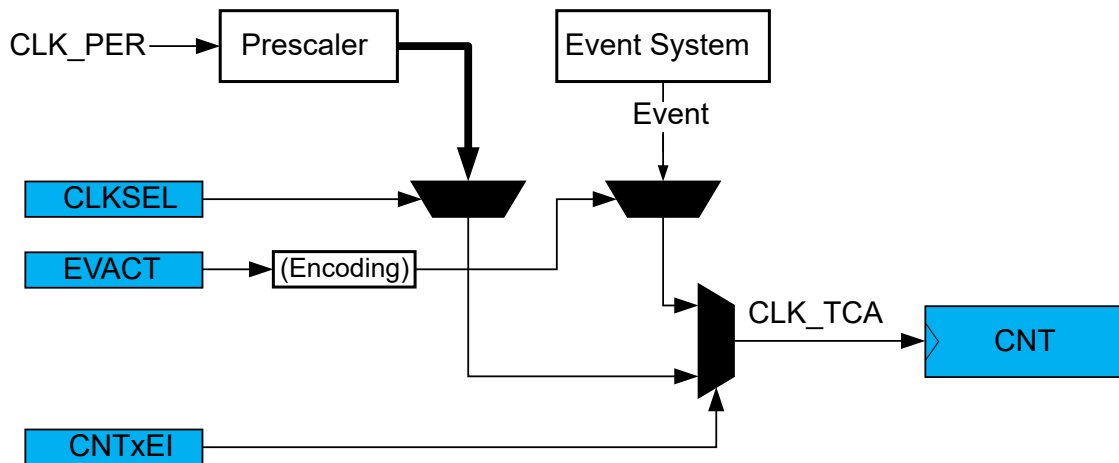 CLK_PER
Prescaler
Event System
Event
CLKSEL
EVACT
(Encoding)
CLK_TCA
CNT
CNTxEI